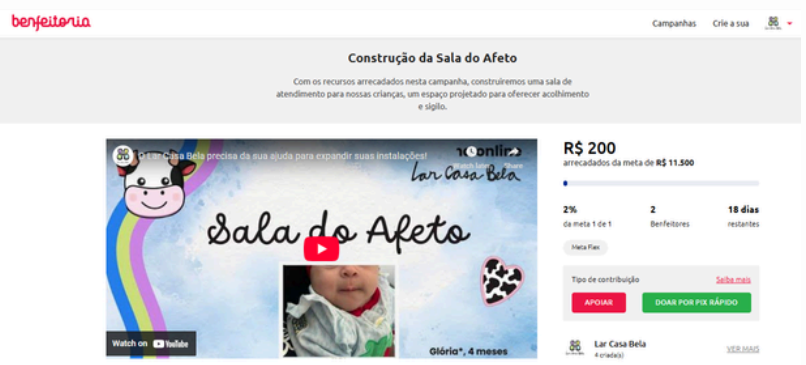 benfeitoria
Campanhas Crie a sua
Construção da Sala do Afeto
Com os recursos arrecadados nesta campanha, construiremos uma sala de
atendimento para nossas crianças, um espaço projetado para oferecer acolhimento
e sigilo.
O Lar Casa Bela precisa da sua ajuda para expandir suas instalações!
Watch later Share
Lar Casa Bela
Sala do Afeto
Glória*, 4 meses
Watch on YouTube
R$ 200
arrecadados da meta de R$ 11.500
2% 2 18 dias
da meta 1 de 1 Benfeitores restantes
Meta Flex
Tipo de contribuição Saiba mais
APOIAR DOAR POR PIX RÁPIDO
Lar Casa Bela VER MAIS
4 criada(s)